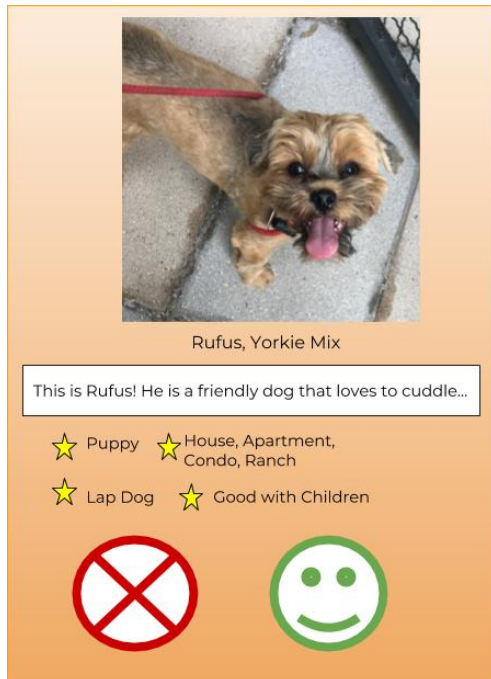 Rufus, Yorkie Mix
This is Rufus! He is a friendly dog that loves to cuddle...
Puppy
House, Apartment,
Condo, Ranch
Lap Dog
Good with Children